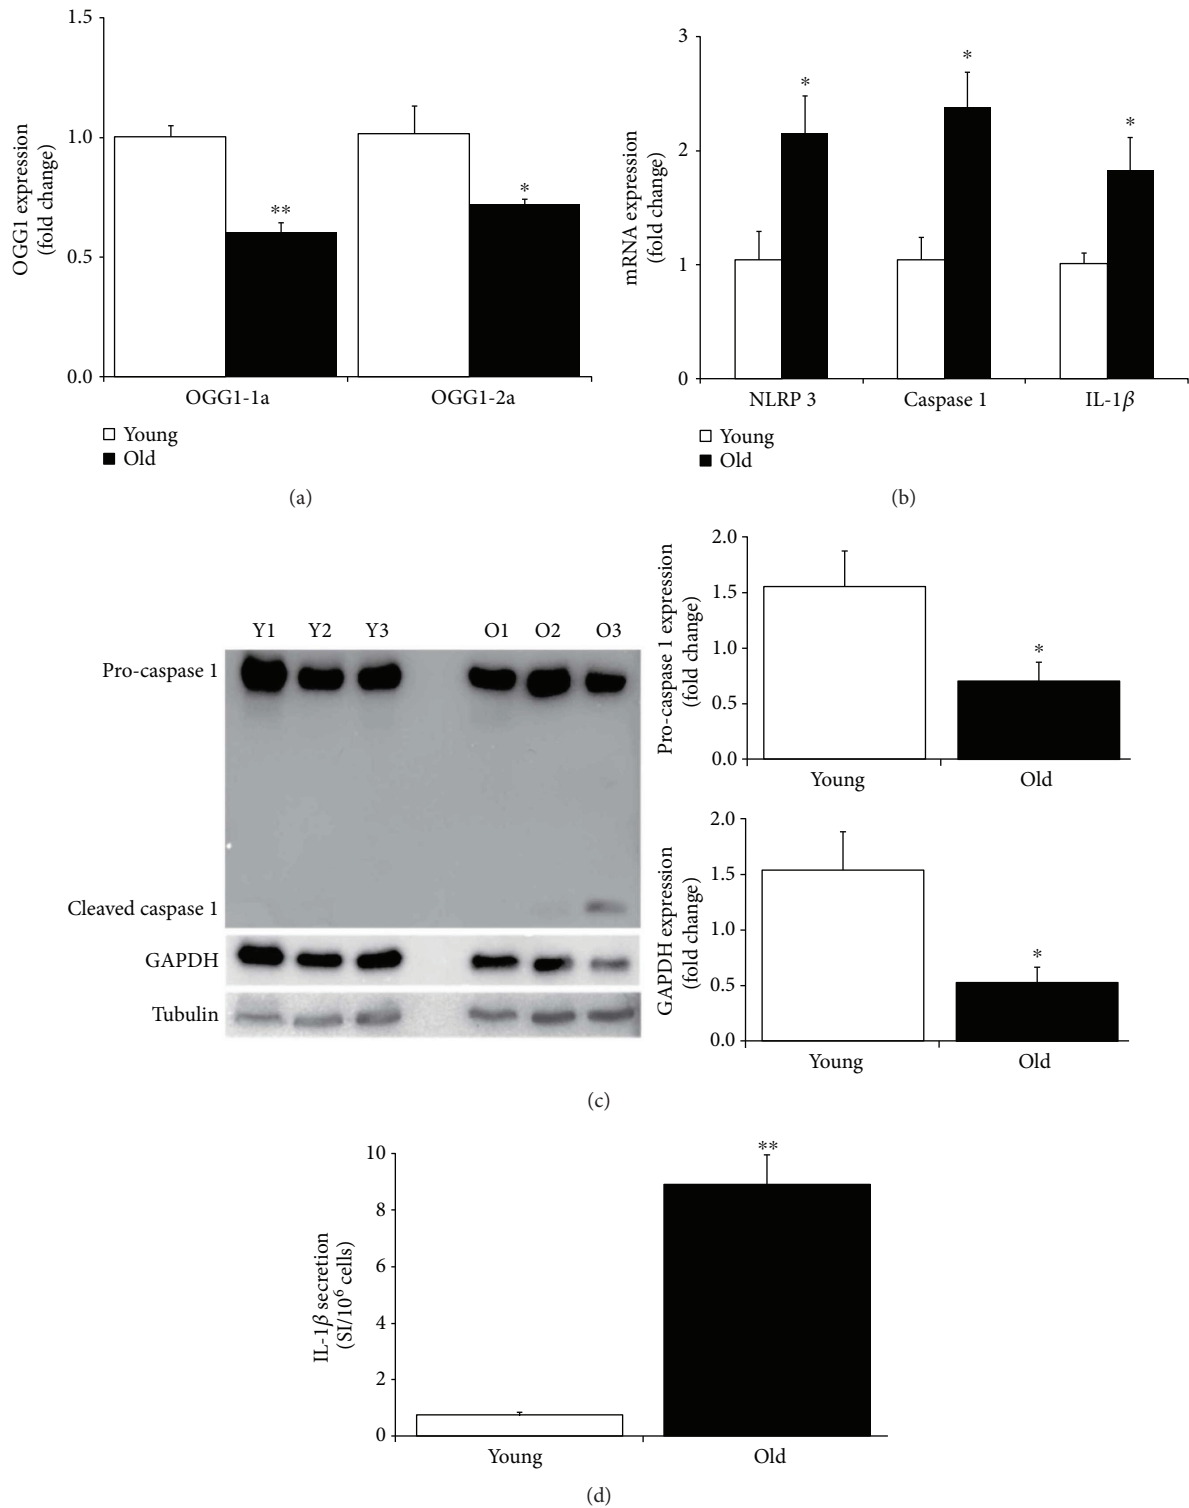 OGG1 expression
(fold change)
1.5
1.0
0.5
0.0
**
*
OGG1-1a
OGG1-2a
Young
Old
(a)
mRNA expression
(fold change)
3
2
1
0
*
*
*
NLRP 3
Caspase 1
IL-1β
Young
Old
(b)
Y1 Y2 Y3 O1 O2 O3
Pro-caspase 1
Cleaved caspase 1
GAPDH
Tubulin
Pro-caspase 1 expression
(fold change)
2.0
1.5
1.0
0.5
0.0
*
Young
Old
GAPDH expression
(fold change)
2.0
1.5
1.0
0.5
0.0
*
Young
Old
(c)
IL-1β secretion
(SI/10⁶ cells)
10
8
6
4
2
0
**
Young
Old
(d)